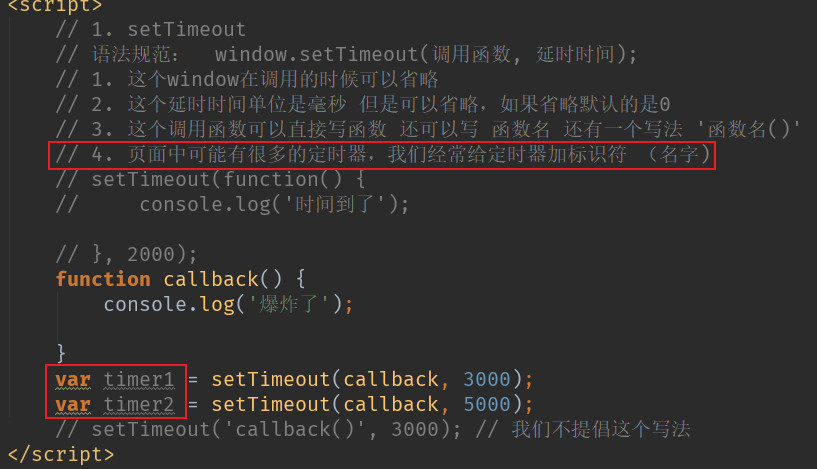 <script>
// 1. setTimeout
// 语法规范： window.setTimeout(调用函数, 延时时间);
// 1. 这个window在调用的时候可以省略
// 2. 这个延时时间单位是毫秒 但是可以省略，如果省略默认的是0
// 3. 这个调用函数可以直接写函数 还可以写 函数名 还有一个写法 '函数名()'
// 4. 页面中可能有很多的定时器，我们经常给定时器加标识符 （名字)
// setTimeout(function() {
//     console.log('时间到了');
// }, 2000);
function callback() {
console.log('爆炸了');
}
var timer1 = setTimeout(callback, 3000);
var timer2 = setTimeout(callback, 5000);
// setTimeout('callback()', 3000); // 我们不提倡这个写法
</script>